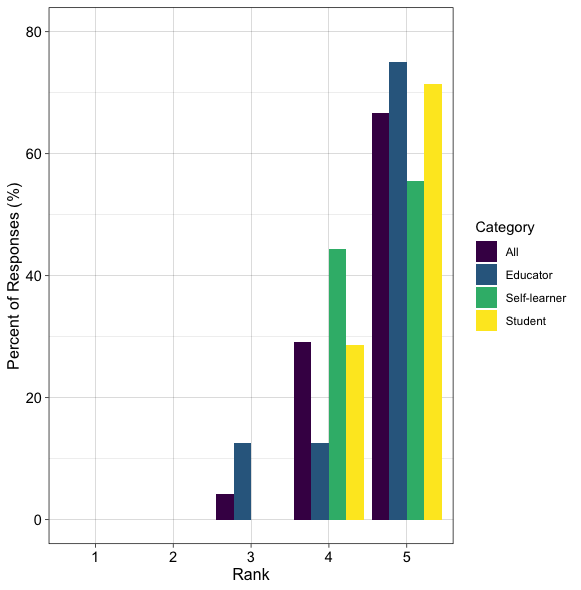 80
60
40
20
0
Percent of Responses (%)
1 2 3 4 5
Rank
Category
All
Educator
Self-learner
Student